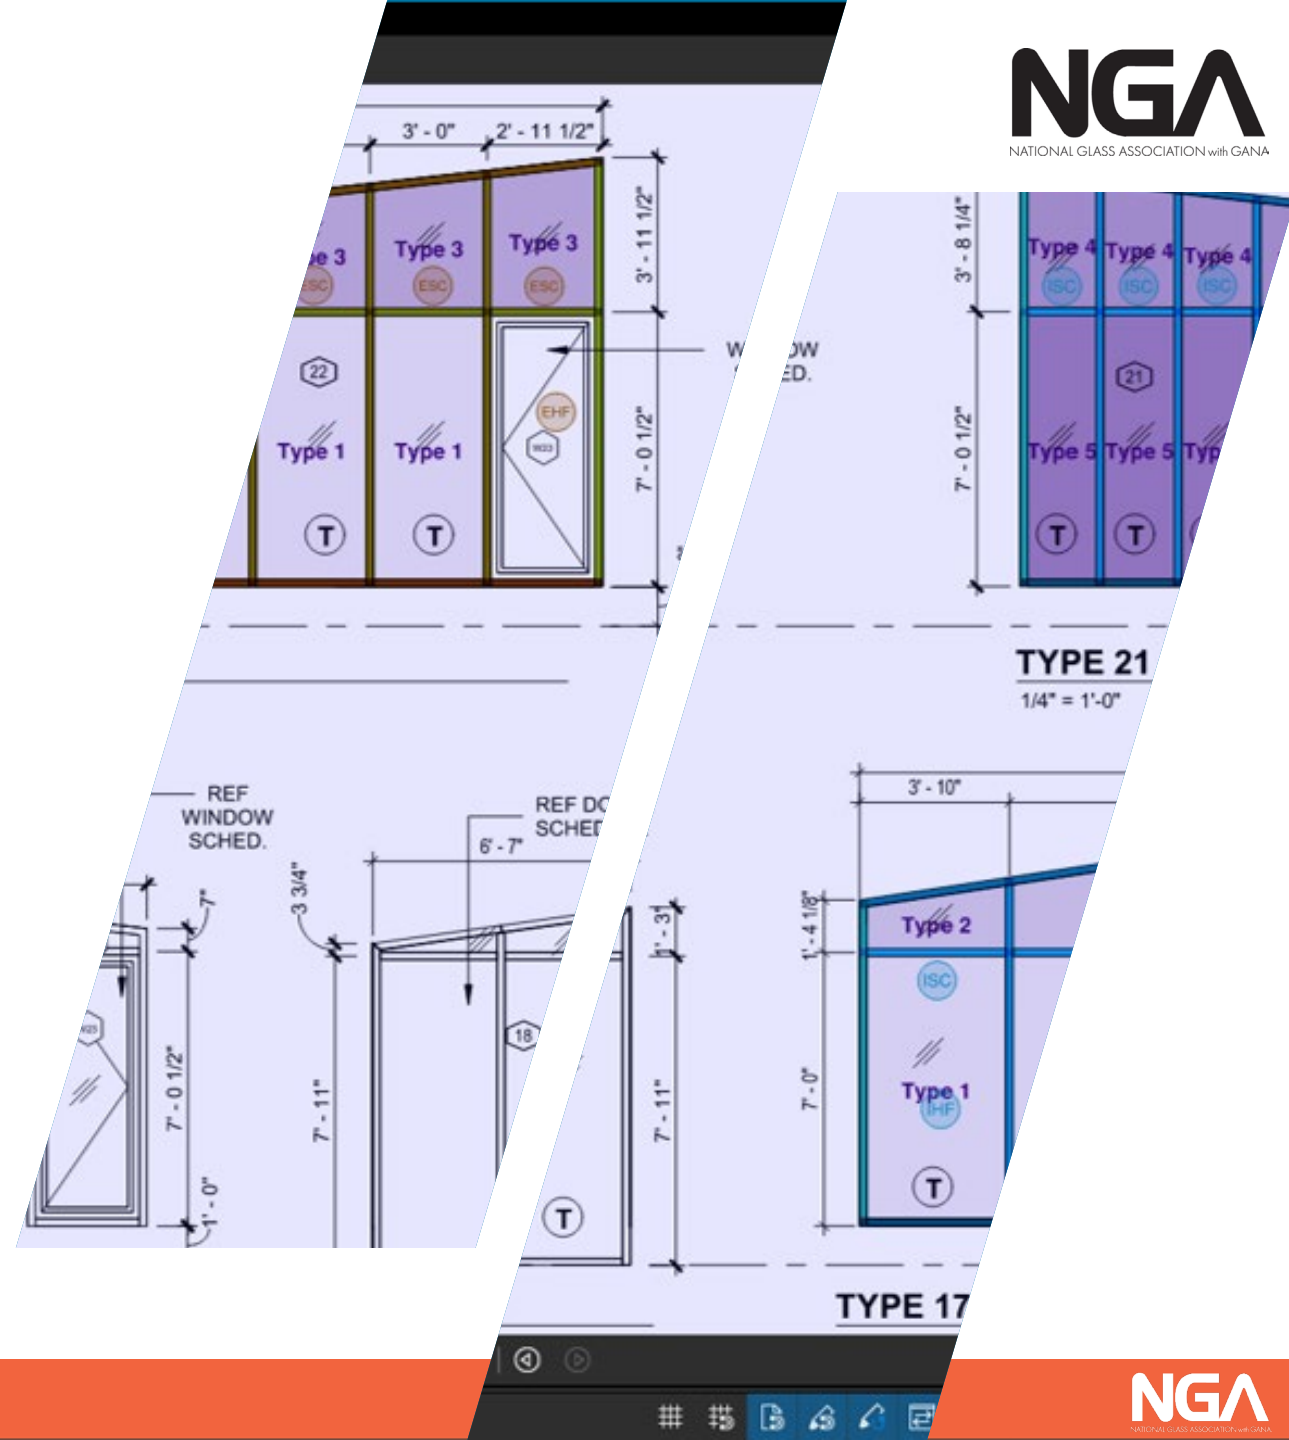 NGA
NATIONAL GLASS ASSOCIATION with GANA
3' - 0"
2' - 11 1/2"
3' - 11 1/2"
3' - 8 1/4"
Type 3
Type 3
Type 4
Type 4
Type 4
ESC
ESC
ISC
ISC
ISC
22
21
EHF
W23
7' - 0 1/2"
7' - 0 1/2"
Type 1
Type 1
Type 5
Type 5
T
T
T
T
SCHED.
TYPE 21
1/4" = 1'-0"
3' - 10"
REF
WINDOW
SCHED.
REF
6' - 7"
7"
3 3/4"
1' - 3"
1' - 4 1/8"
Type 2
ISC
18
7' - 0 1/2"
7' - 11"
7' - 11"
7' - 0"
Type 1
IHF
T
T
1' - 0"
TYPE 17
NGA
NATIONAL GLASS ASSOCIATION with GANA